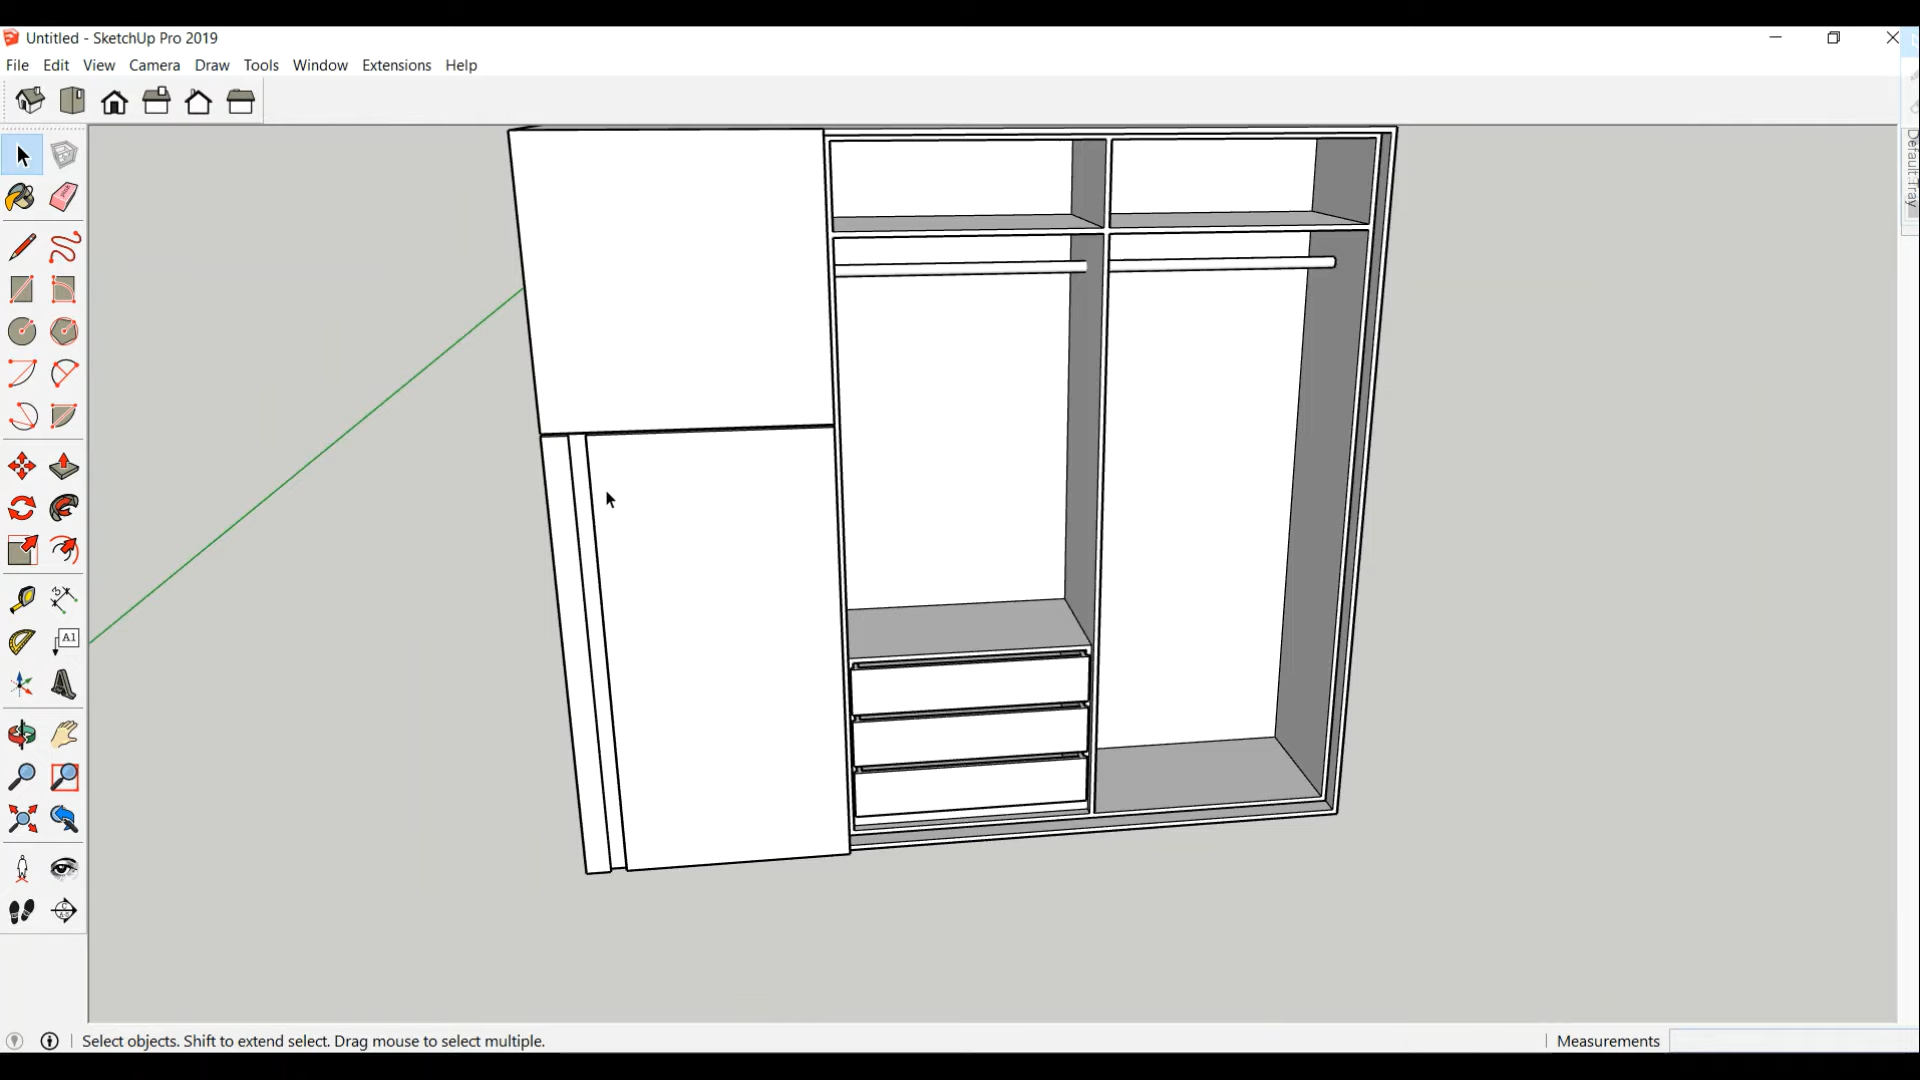 Untitled - SketchUp Pro 2019
File Edit View Camera Draw Tools Window Extensions Help
Default Tray
A1
Select objects. Shift to extend select. Drag mouse to select multiple.
Measurements